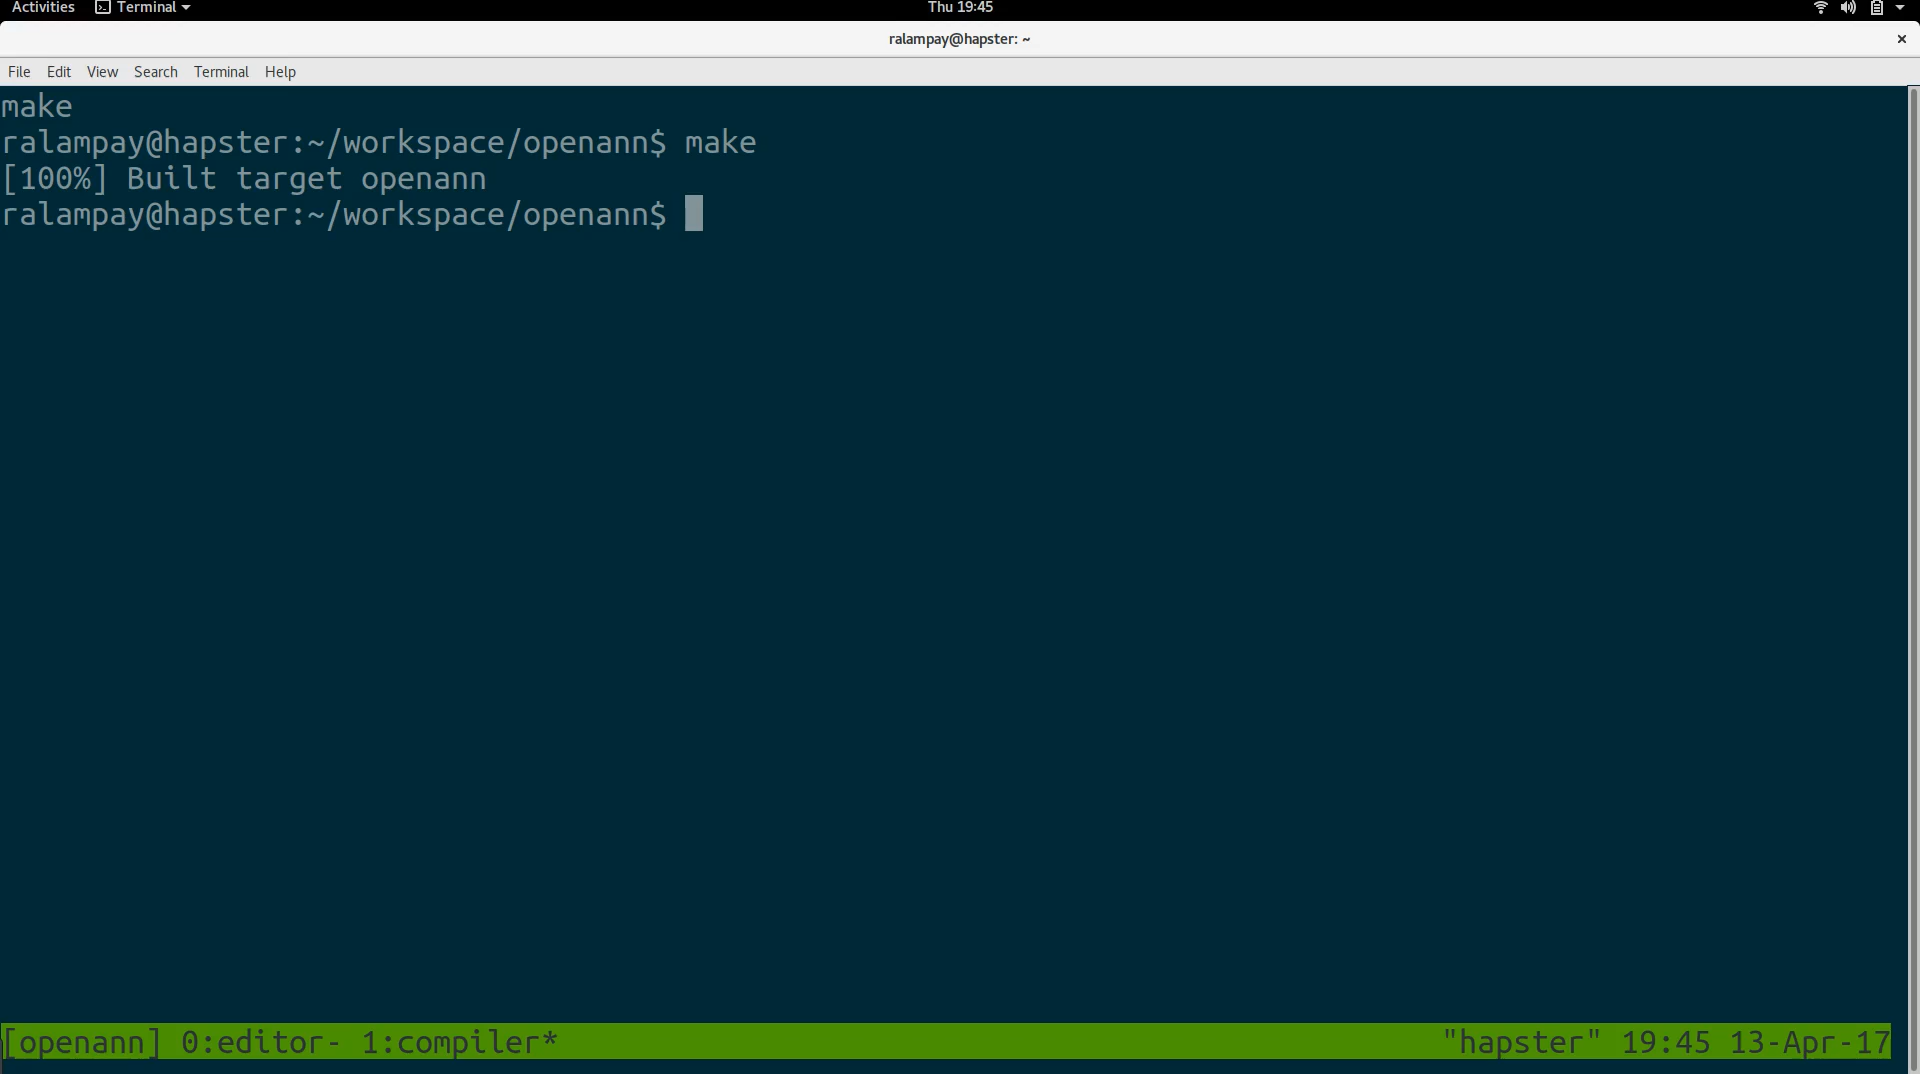 Activities Terminal Thu 19:45
ralampay@hapster: ~
File Edit View Search Terminal Help
make
ralampay@hapster:~/workspace/openann$ make
[100%] Built target openann
ralampay@hapster:~/workspace/openann$
[openann] 0:editor- 1:compiler* "hapster" 19:45 13-Apr-17